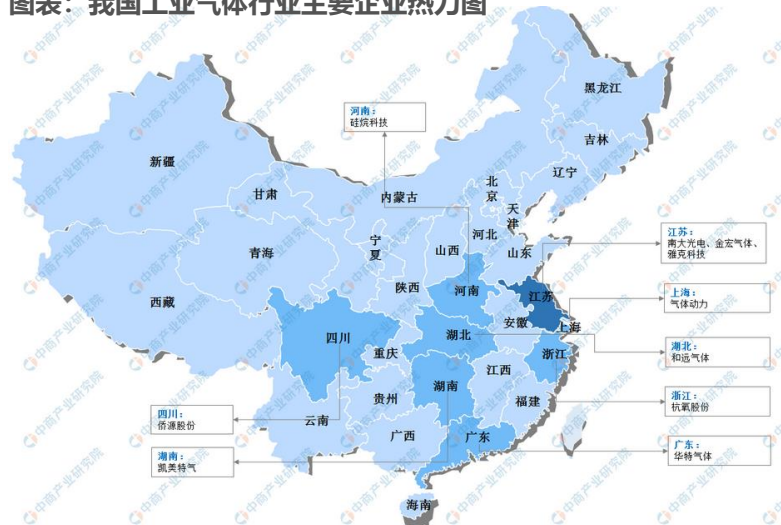 图表：我国工业气体行业主要企业热力图
黑龙江
河南：
硅烷科技
吉林
新疆
辽宁
北京
甘肃
内蒙古
天津
宁夏
河北
江苏：
南大光电、金宏气体、
雅克科技
青海
山西
山东
陕西
河南
江苏
上海：
气体动力
西藏
安徽
上海
四川
湖北
湖北：
和远气体
重庆
浙江
湖南
江西
贵州
浙江：
杭氧股份
福建
四川：
侨源股份
云南
广西
广东
广东：
华特气体
湖南：
凯美特气
海南
中商产业研究院